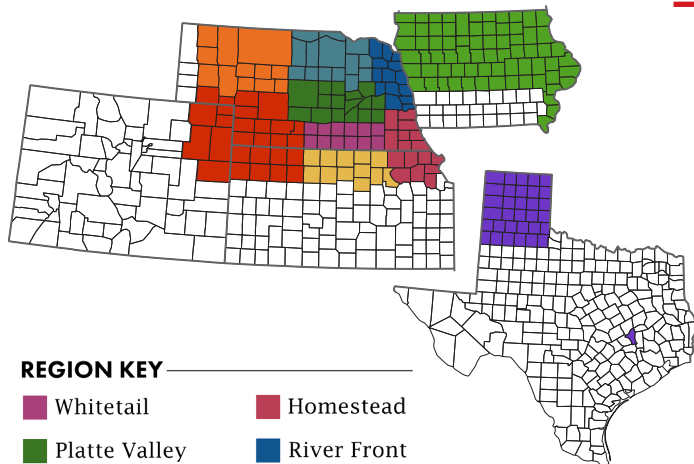 REGION KEY
Whitetail
Homestead
Platte Valley
River Front